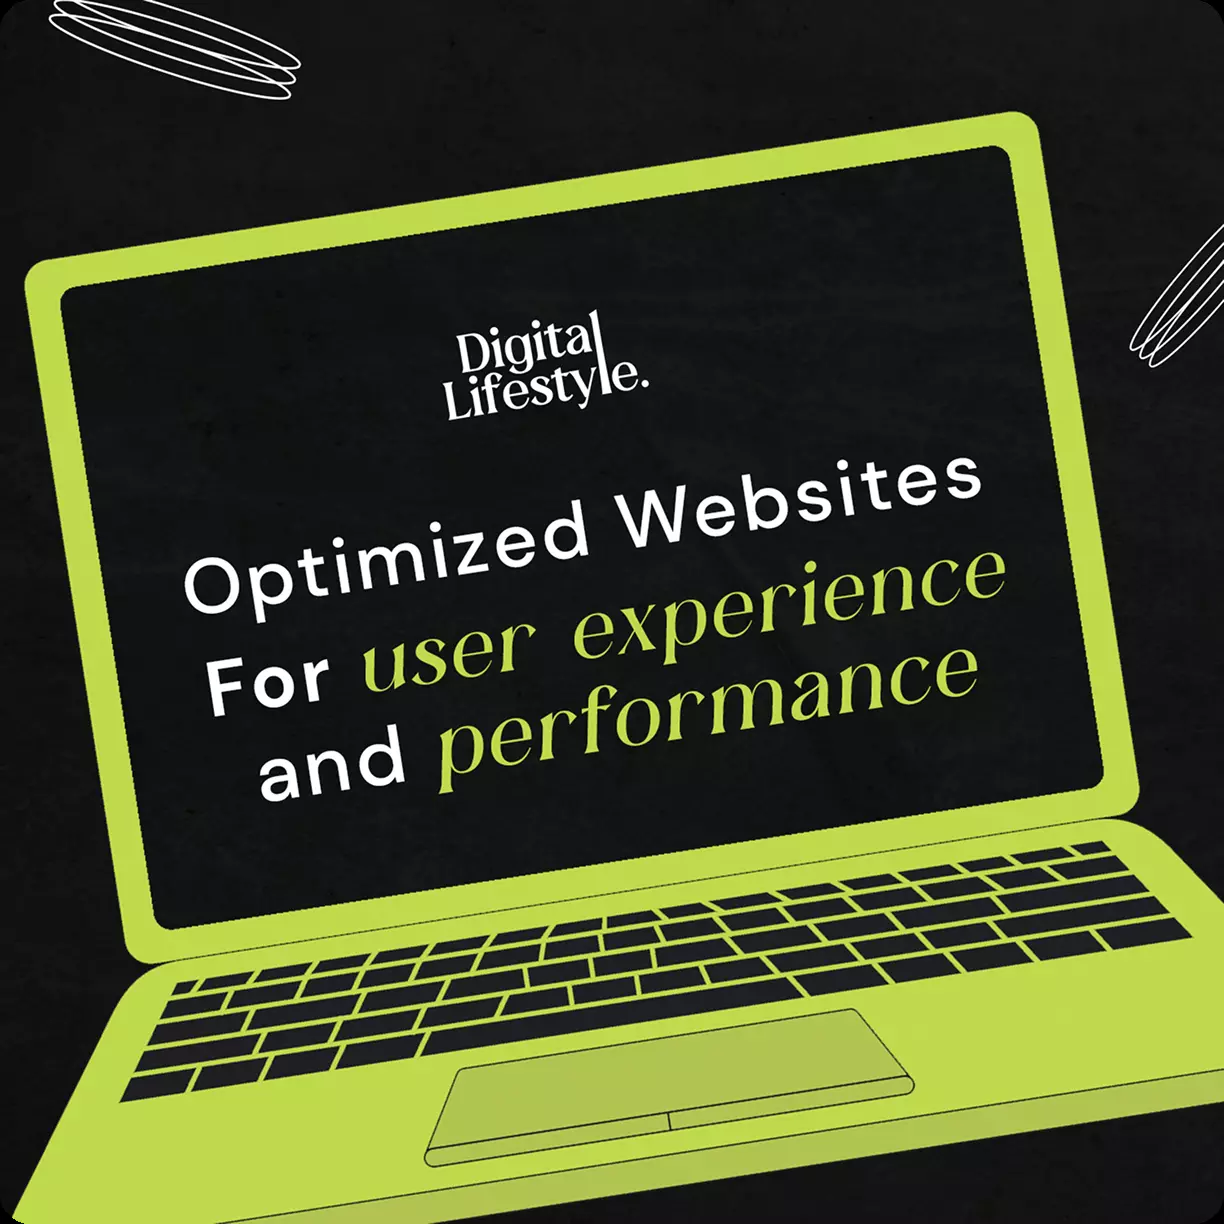 Digital
Lifestyle.
Optimized Websites
For user experience
and performance